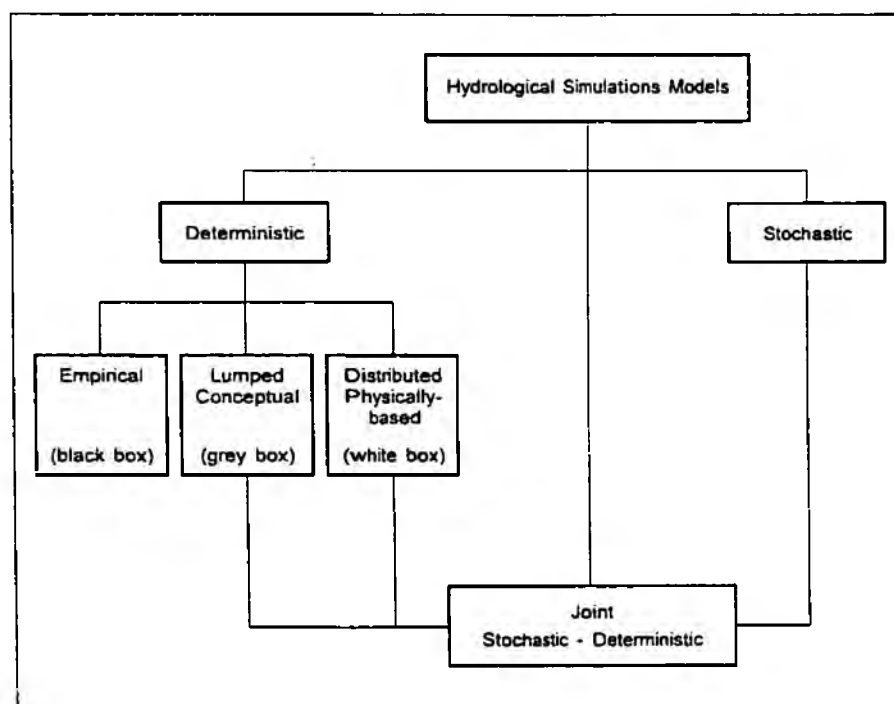 Hydrological Simulations Models
Deterministic
Stochastic
Empirical
(black box)
Lumped
Conceptual
(grey box)
Distributed
Physically-
based
(white box)
Joint
Stochastic - Deterministic